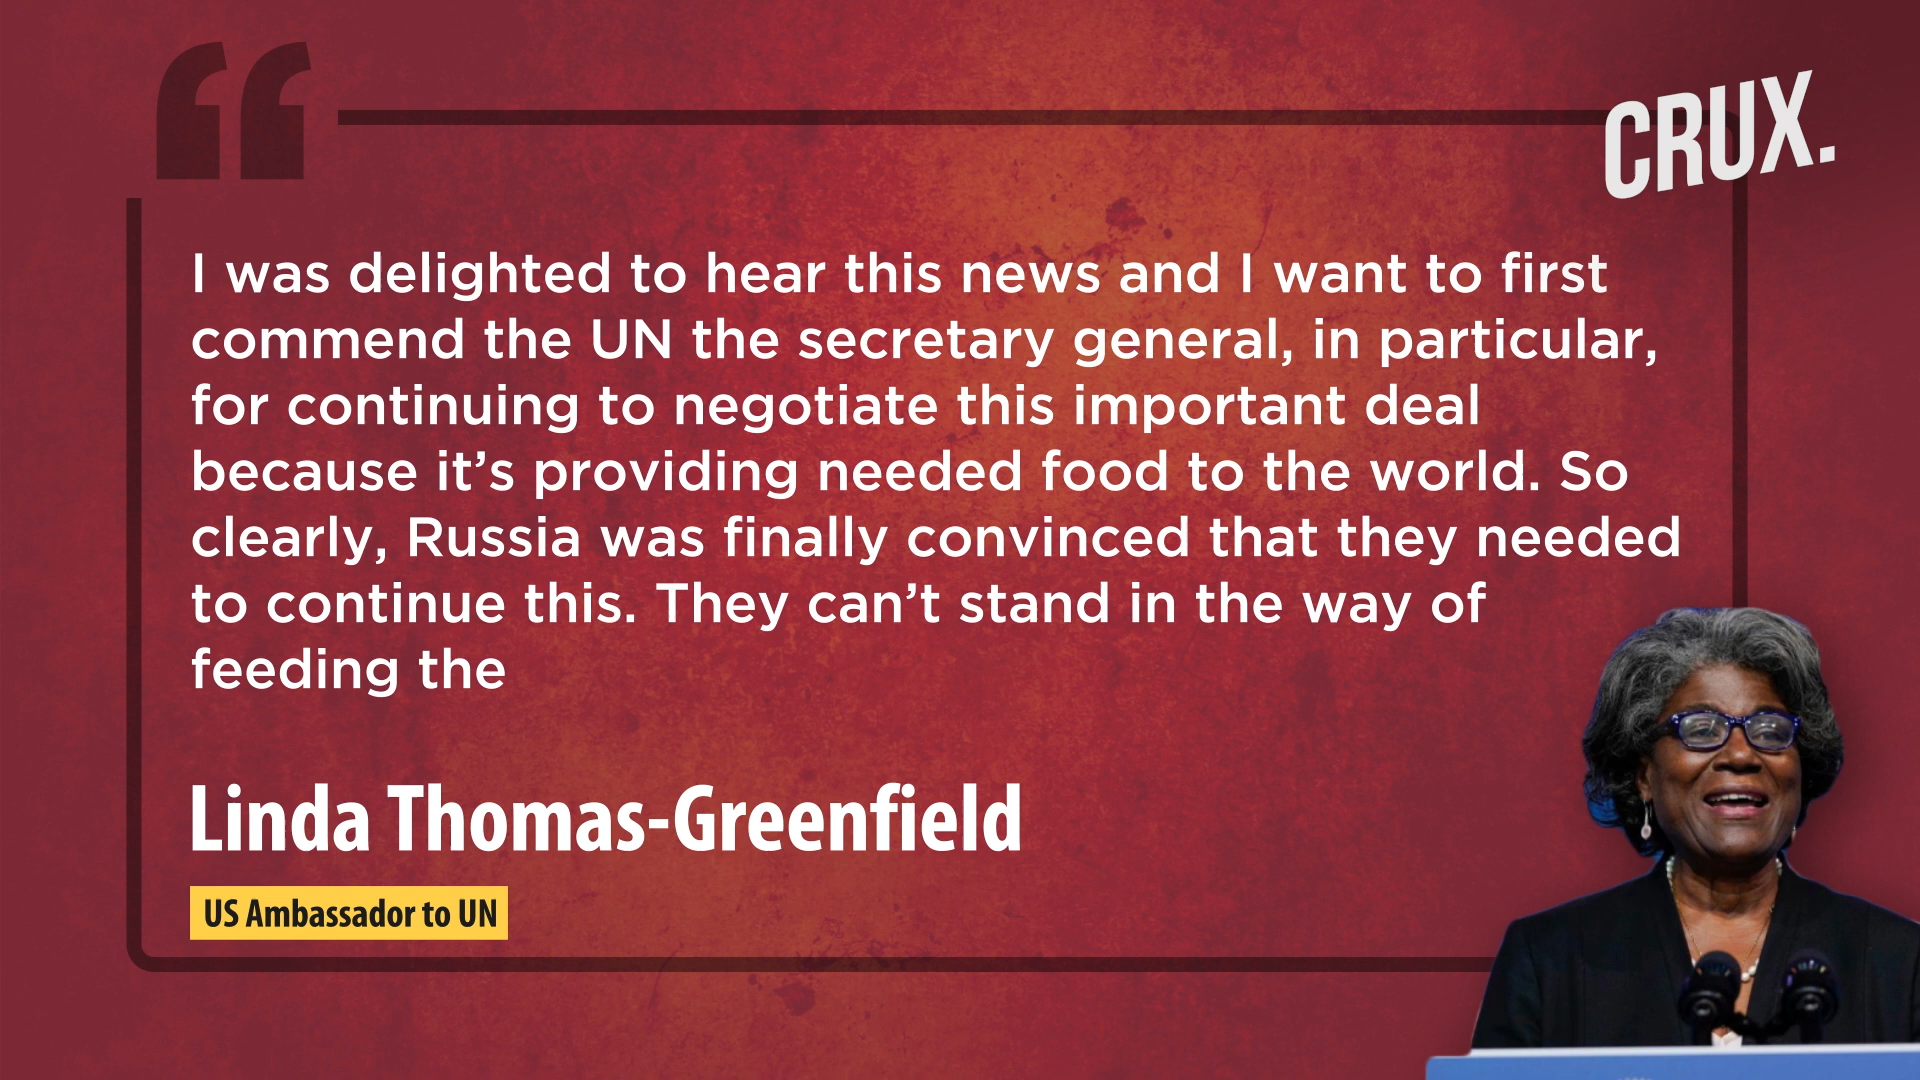 CRUX.
I was delighted to hear this news and I want to first
commend the UN the secretary general, in particular,
for continuing to negotiate this important deal
because it’s providing needed food to the world. So
clearly, Russia was finally convinced that they needed
to continue this. They can’t stand in the way of
feeding the
Linda Thomas-Greenfield
US Ambassador to UN